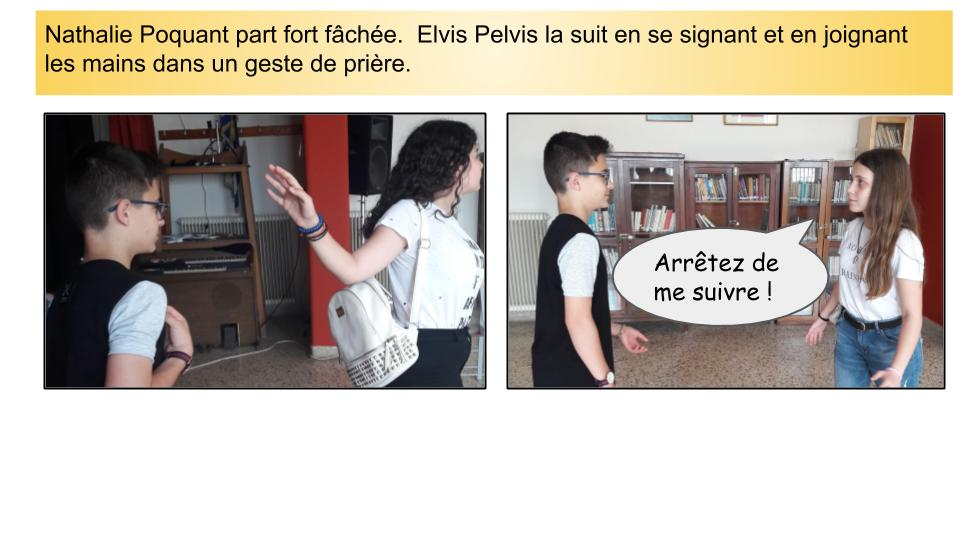 Nathalie Poquant part fort fâchée.  Elvis Pelvis la suit en se signant et en joignant
les mains dans un geste de prière.
Arrêtez de
me suivre !